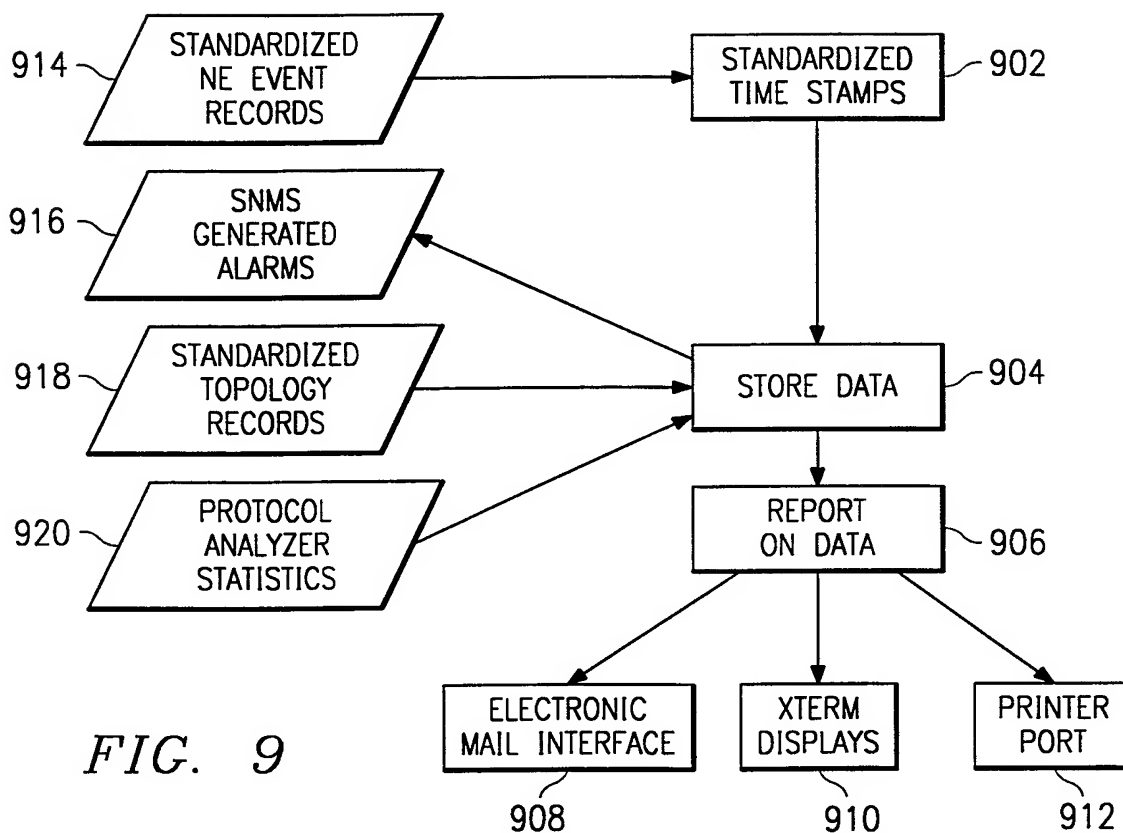 914
STANDARDIZED
NE EVENT
RECORDS
STANDARDIZED
TIME STAMPS
902
916
SNMS
GENERATED
ALARMS
918
STANDARDIZED
TOPOLOGY
RECORDS
STORE DATA
904
920
PROTOCOL
ANALYZER
STATISTICS
REPORT
ON DATA
906
ELECTRONIC
MAIL INTERFACE
908
XTERM
DISPLAYS
910
PRINTER
PORT
912
FIG. 9